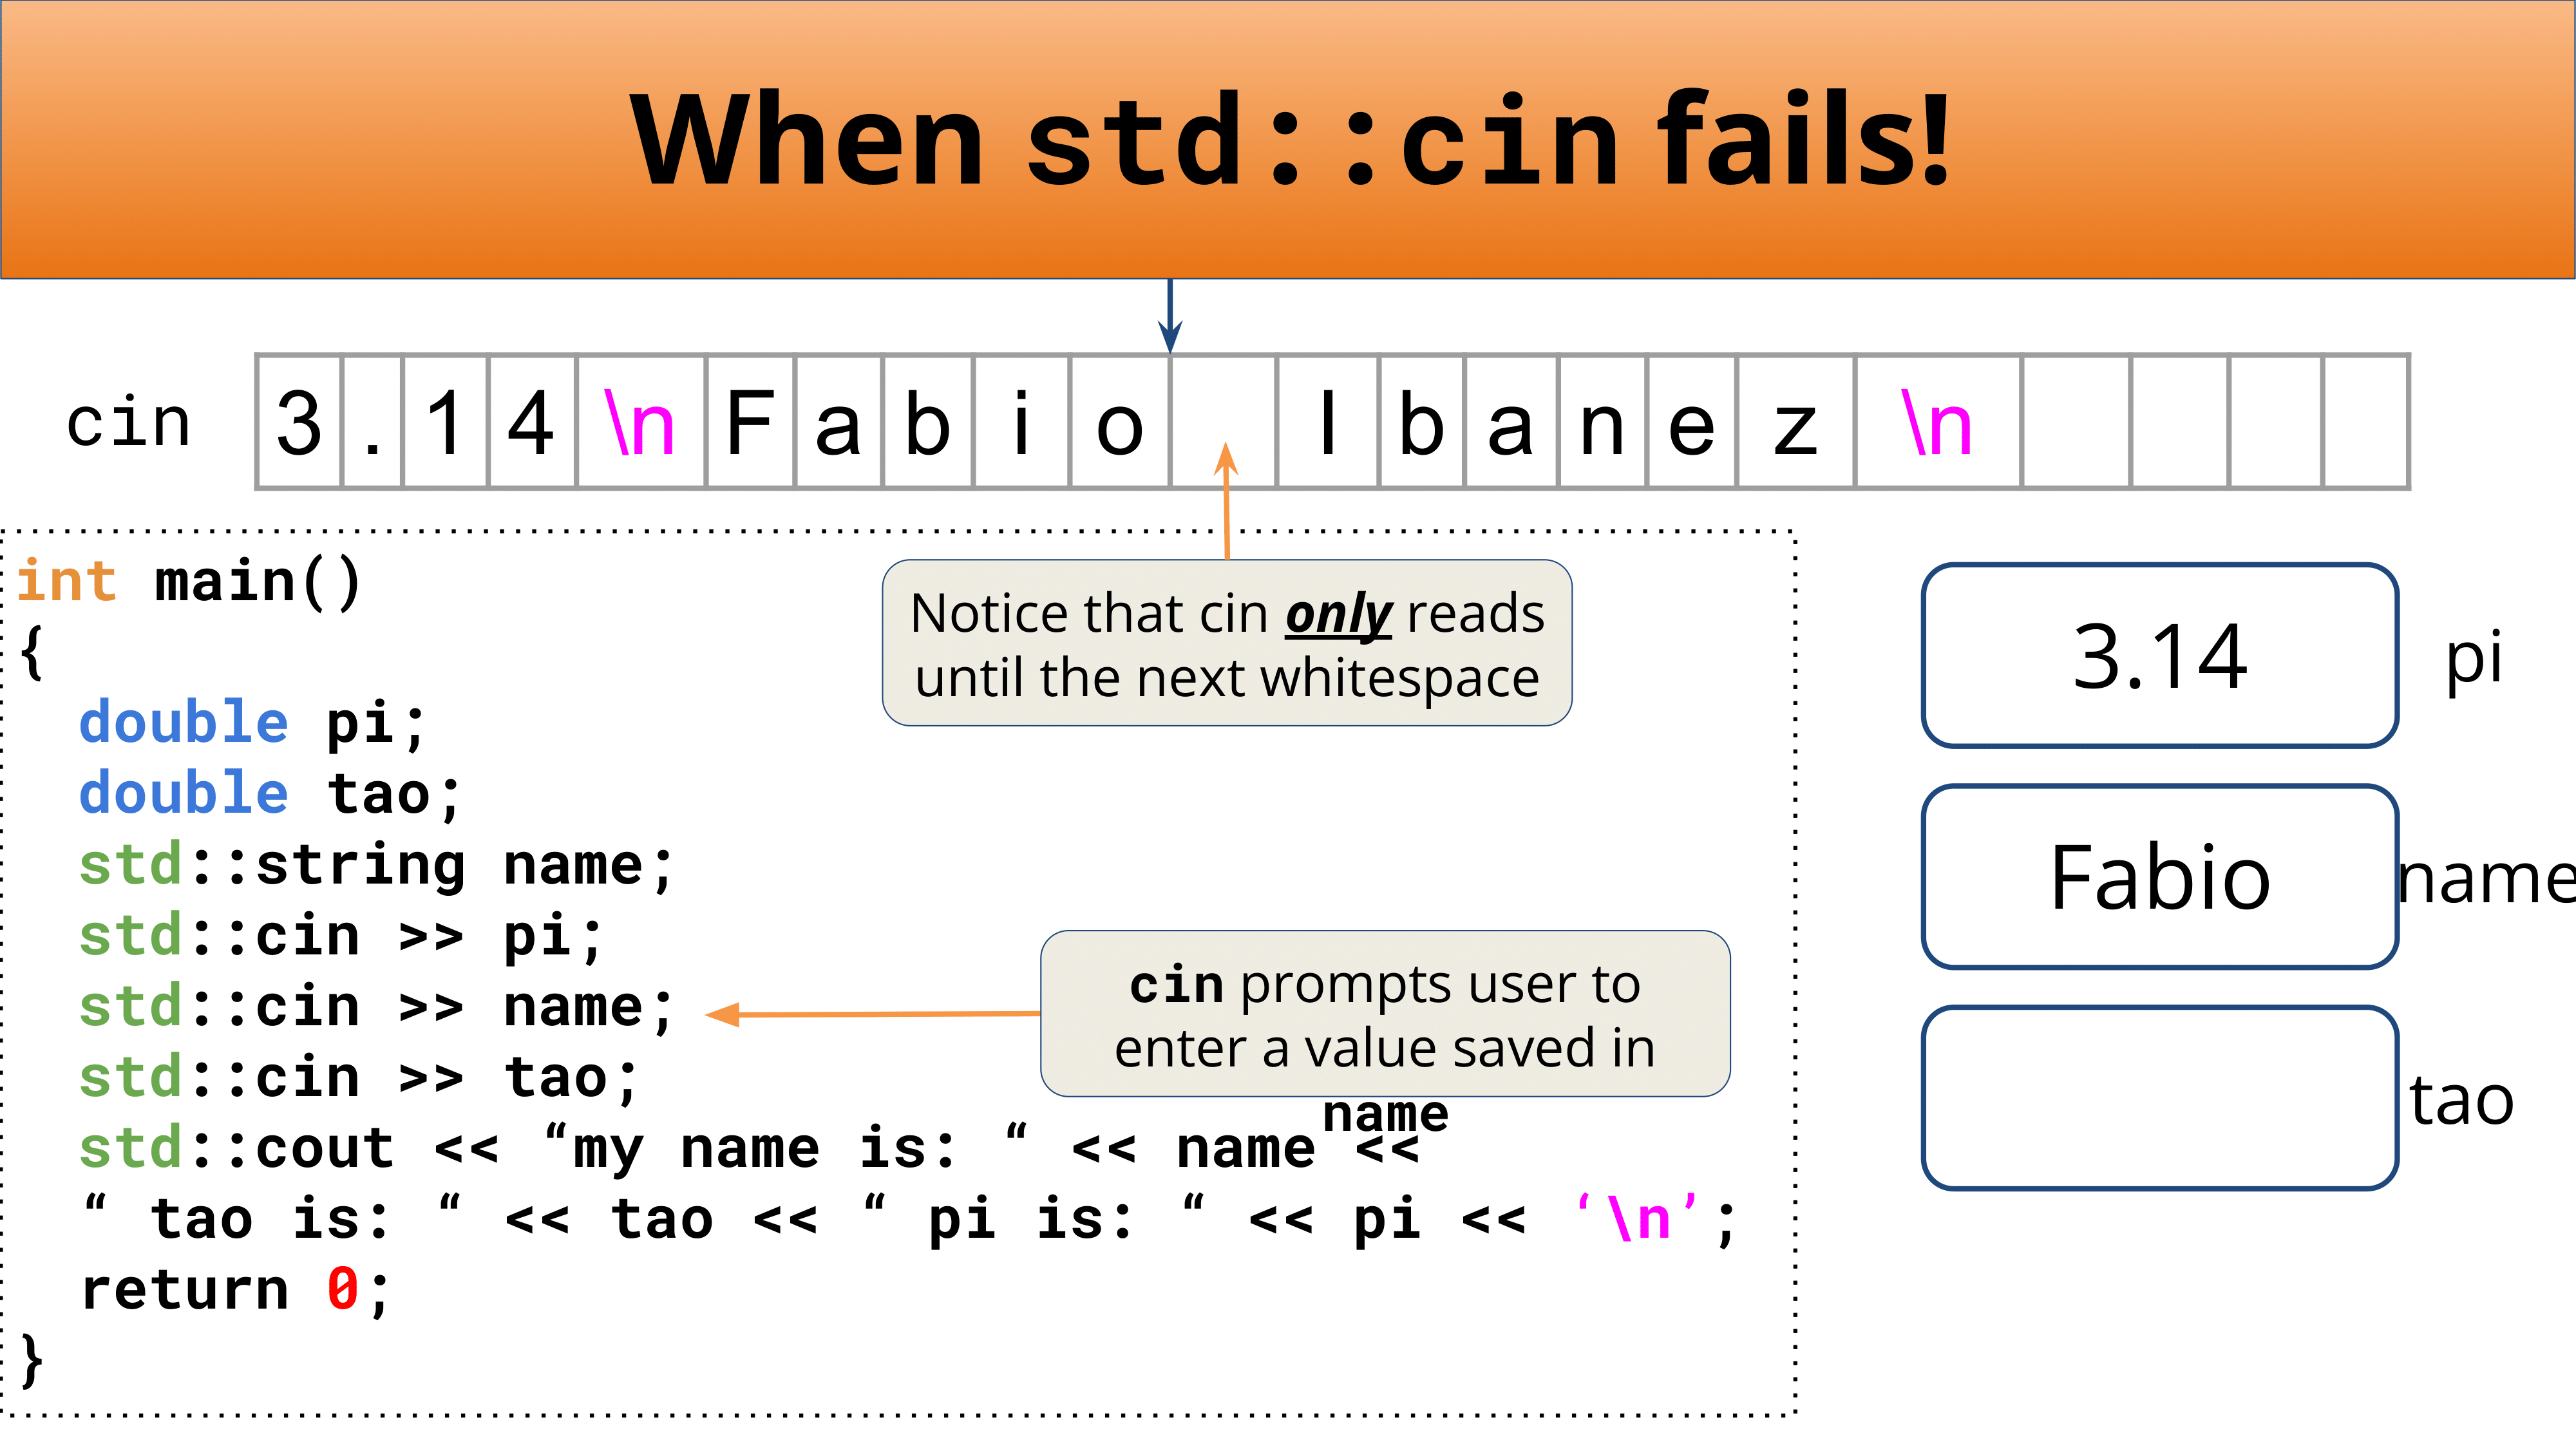 When std::cin fails!
cin 3 . 1 4 \n F a b i o I b a n e z \n
int main()
{
double pi;
double tao;
std::string name;
std::cin >> pi;
std::cin >> name;
std::cin >> tao;
std::cout << “my name is: “ << name <<
“ tao is: “ << tao << “ pi is: “ << pi << ‘\n’;
return 0;
}
Notice that cin only reads
until the next whitespace
cin prompts user to
enter a value saved in
name
3.14 pi
Fabio name
tao